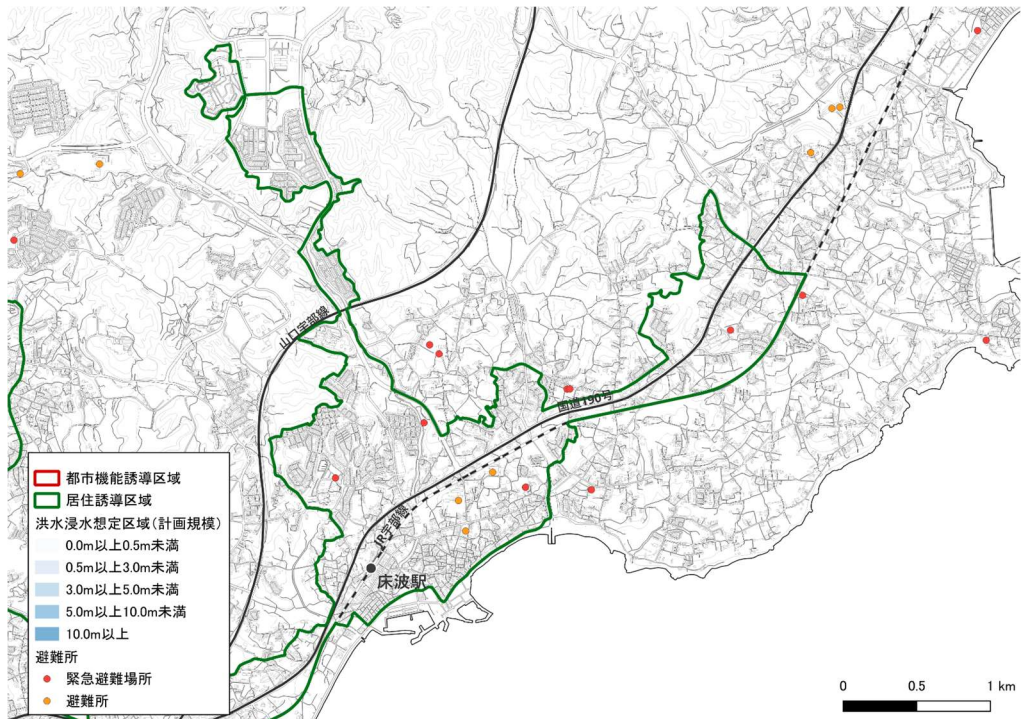 山口宇部線
国道190号
JR宇部線
床波駅
都市機能誘導区域
居住誘導区域
洪水浸水想定区域(計画規模)
0.0m以上0.5m未満
0.5m以上3.0m未満
3.0m以上5.0m未満
5.0m以上10.0m未満
10.0m以上
避難所
緊急避難場所
避難所
0 0.5 1 km